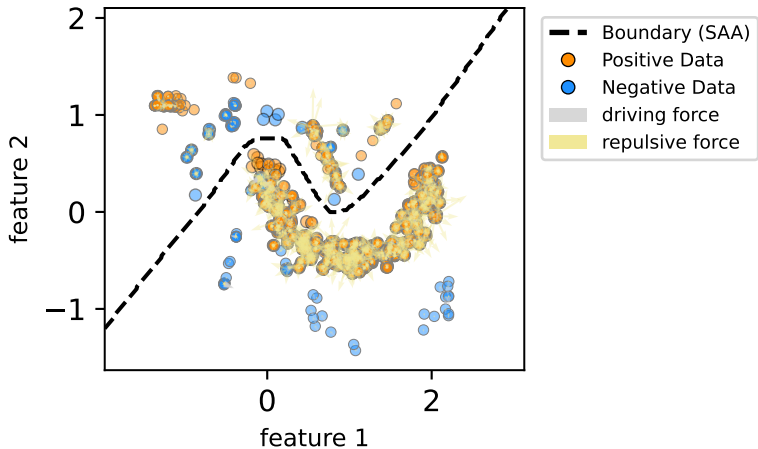 2
1
0
−1
feature 2
0
2
feature 1
Boundary (SAA)
Positive Data
Negative Data
driving force
repulsive force